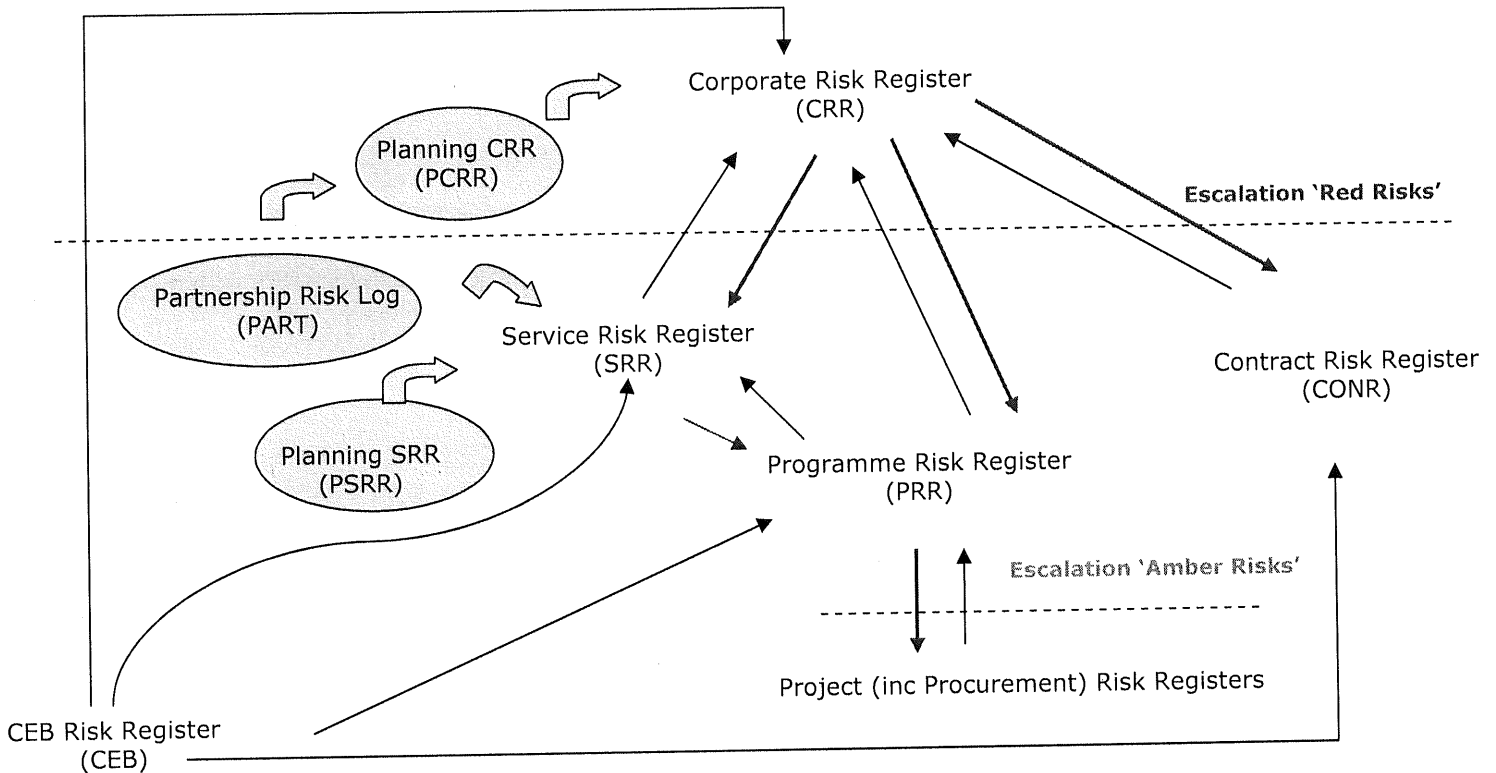 Corporate Risk Register
(CRR)
Planning CRR
(PCRR)
Escalation ‘Red Risks’
Partnership Risk Log
(PART)
Service Risk Register
(SRR)
Contract Risk Register
(CONR)
Planning SRR
(PSRR)
Programme Risk Register
(PRR)
Escalation ‘Amber Risks’
Project (inc Procurement) Risk Registers
CEB Risk Register
(CEB)